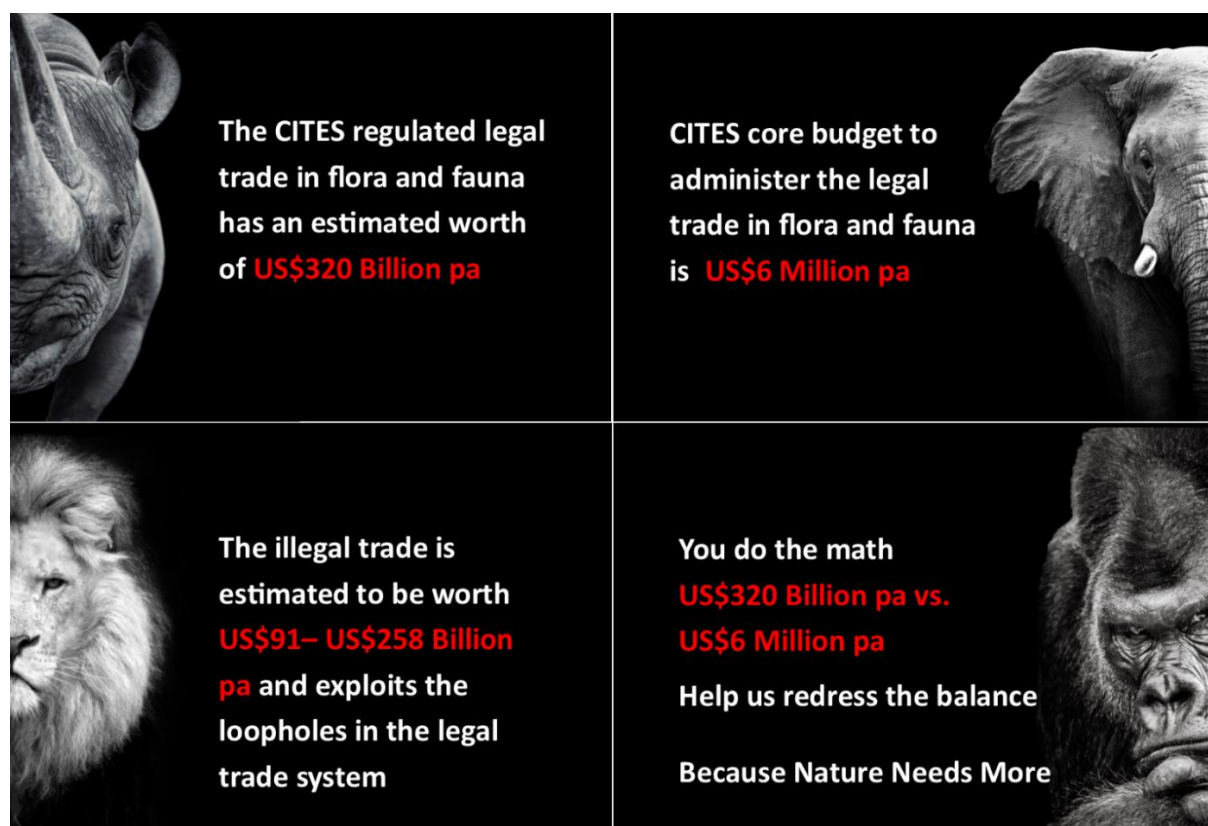 The CITES regulated legal
trade in flora and fauna
has an estimated worth
of US$320 Billion pa
CITES core budget to
administer the legal
trade in flora and fauna
is US$6 Million pa
The illegal trade is
estimated to be worth
US$91– US$258 Billion
pa and exploits the
loopholes in the legal
trade system
You do the math
US$320 Billion pa vs.
US$6 Million pa
Help us redress the balance
Because Nature Needs More